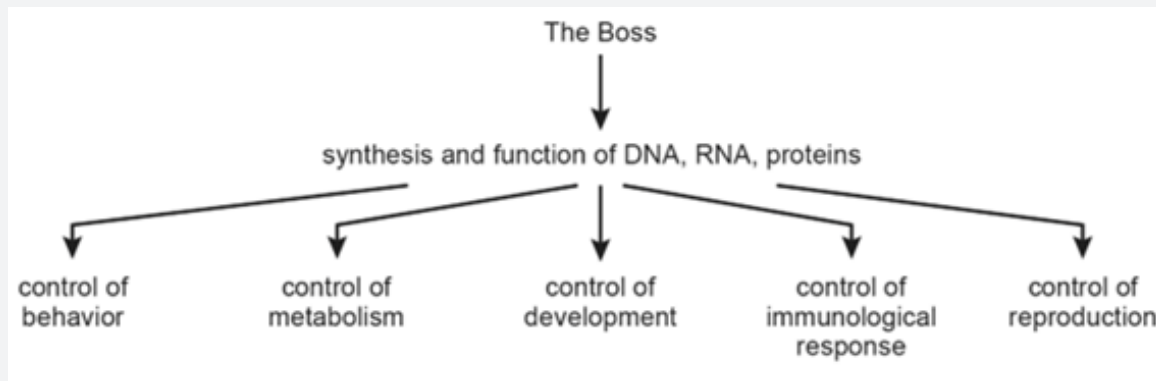 The Boss
synthesis and function of DNA, RNA, proteins
control of behavior
control of metabolism
control of development
control of immunological response
control of reproduction